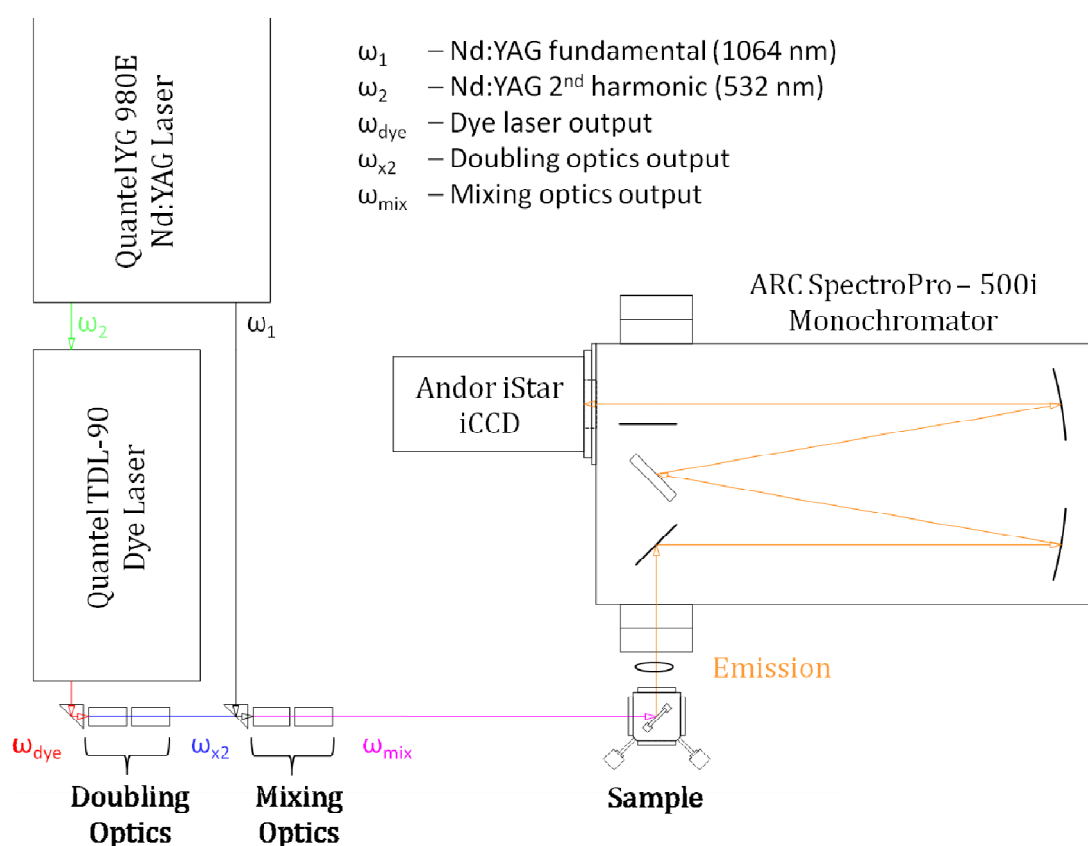 ω1 – Nd:YAG fundamental (1064 nm)
ω2 – Nd:YAG 2nd harmonic (532 nm)
ωdye – Dye laser output
ωx2 – Doubling optics output
ωmix – Mixing optics output
Quantel YG 980E
Nd:YAG Laser
ω2
ω1
Quantel TDL-90
Dye Laser
ARC SpectroPro – 500i
Monochromator
Andor iStar
iCCD
Emission
ωdye
ωx2
ωmix
Doubling
Optics
Mixing
Optics
Sample